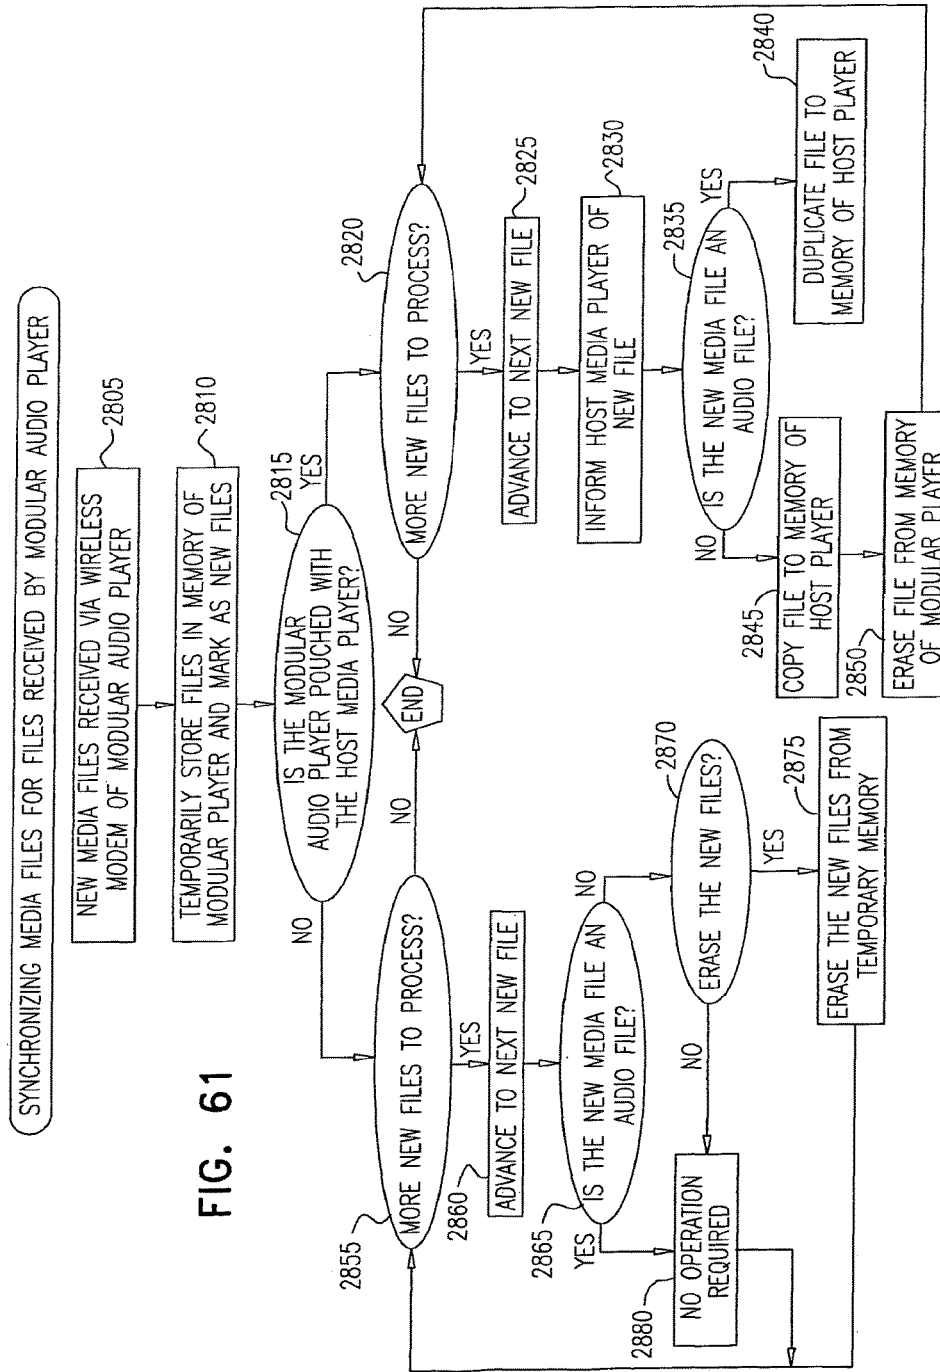 SYNCHRONIZING MEDIA FILES FOR FILES RECEIVED BY MODULAR AUDIO PLAYER
FIG. 61
NEW MEDIA FILES RECEIVED VIA WIRELESS
MODEM OF MODULAR AUDIO PLAYER
2805
TEMPORARILY STORE FILES IN MEMORY OF
MODULAR PLAYER AND MARK AS NEW FILES
2810
IS THE MODULAR
AUDIO PLAYER POUCHED WITH
THE HOST MEDIA PLAYER?
2815
NO
YES
2855
MORE NEW FILES TO PROCESS?
NO
END
NO
MORE NEW FILES TO PROCESS?
2820
YES
YES
2860
ADVANCE TO NEXT NEW FILE
ADVANCE TO NEXT NEW FILE
2825
INFORM HOST MEDIA PLAYER OF
NEW FILE
2830
2865
IS THE NEW MEDIA FILE AN
AUDIO FILE?
YES
NO
IS THE NEW MEDIA FILE AN
AUDIO FILE?
2835
NO
YES
2880
NO OPERATION
REQUIRED
NO
ERASE THE NEW FILES?
2870
YES
2845
COPY FILE TO MEMORY OF
HOST PLAYER
DUPLICATE FILE TO
MEMORY OF HOST PLAYER
2840
ERASE THE NEW FILES FROM
TEMPORARY MEMORY
2875
2850
ERASE FILE FROM MEMORY
OF MODULAR PLAYER